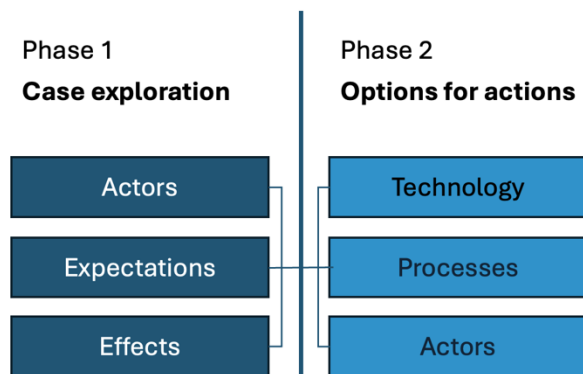 Phase 1
Case exploration
Actors
Expectations
Effects
Phase 2
Options for actions
Technology
Processes
Actors